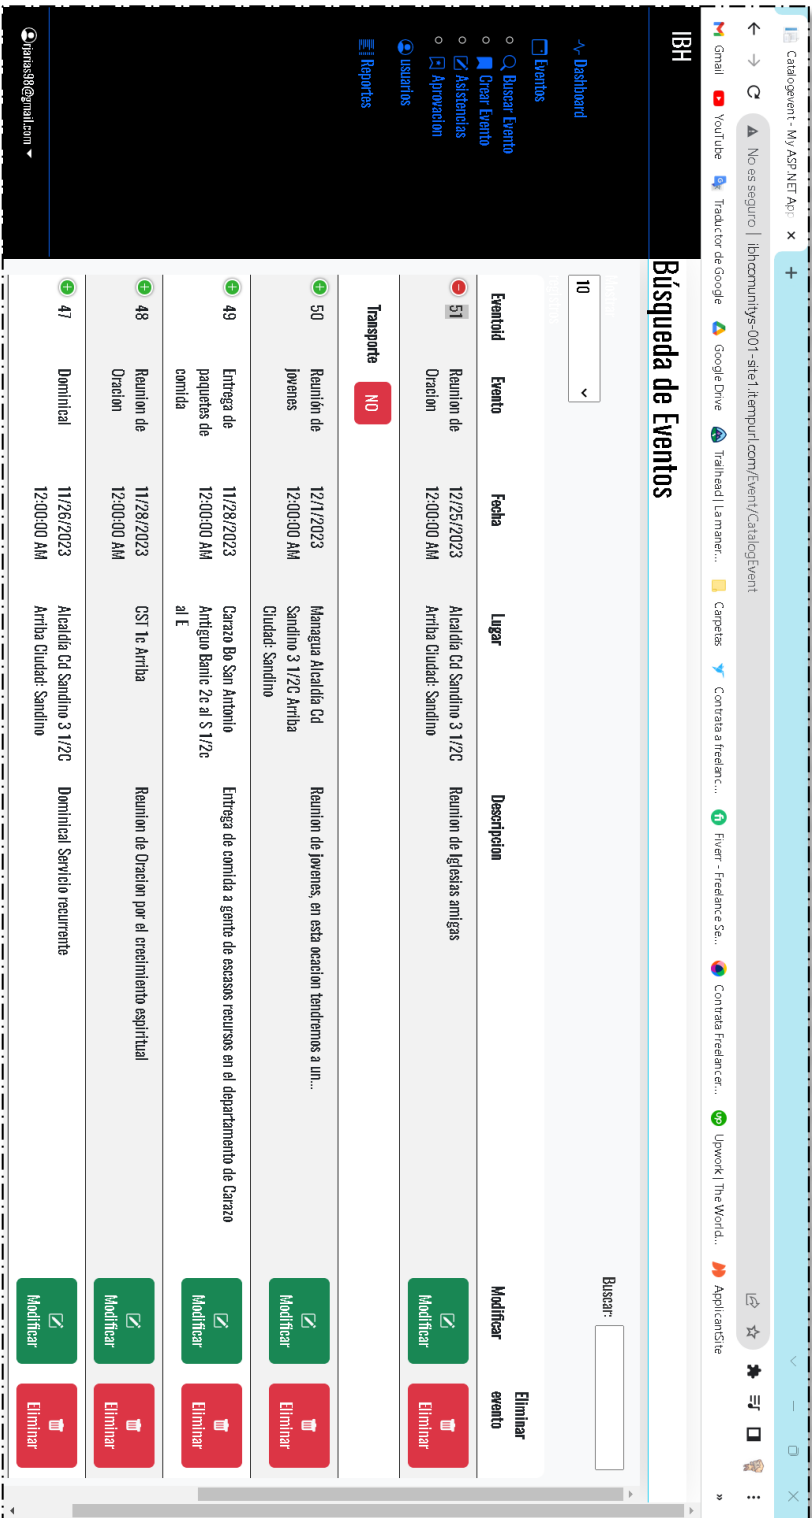 Catalogevent - My ASP.NET App
No es seguro | ibhcomunitys-001-site1.itempurl.com/Event/CatalogEvent
Gmail YouTube Traductor de Google Google Drive Trailhead | La maner... Carpetas Contrata a freelanc... Fiverr - Freelance Se... Contrata Freelancer... Upwork | The World... ApplicantSite »
IBH
Dashboard
Eventos
Buscar Evento
Crear Evento
Asistencias
Aprovacion
usuarios
Reportes
rjarias98@gmail.com
Búsqueda de Eventos
10
Buscar:
Eventoid Evento Fecha Lugar Descripcion Modificar Eliminar evento
51 Reunion de Oracion 12/25/2023 12:00:00 AM Alcaldía Cd Sandino 3 1/2C Arriba Ciudad: Sandino Reunion de Iglesias amigas Modificar Eliminar
Transporte NO
50 Reunión de jovenes 12/1/2023 12:00:00 AM Managua Alcaldía Cd Sandino 3 1/2C Arriba Ciudad: Sandino Reunion de jovenes, en esta ocacion tendremos a un... Modificar Eliminar
49 Entrega de paquetes de comida 11/28/2023 12:00:00 AM Carazo Bo San Antonio Antiguo Banic 2c al S 1/2c al E Entrega de comida a gente de escasos recursos en el departamento de Carazo Modificar Eliminar
48 Reunion de Oracion 11/28/2023 12:00:00 AM CST 1c Arriba Reunion de Oracion por el crecimiento espiritual Modificar Eliminar
47 Dominical 11/26/2023 12:00:00 AM Alcaldía Cd Sandino 3 1/2C Arriba Ciudad: Sandino Dominical Servicio recurrente Modificar Eliminar